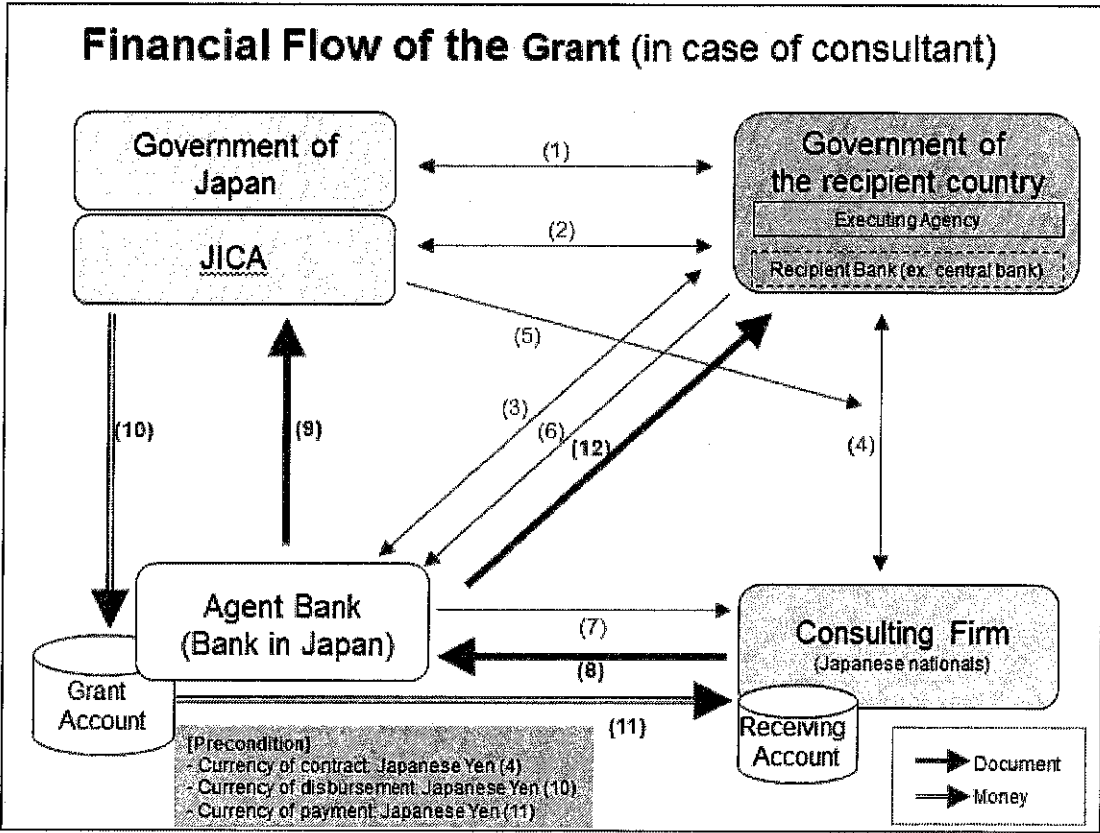 Financial Flow of the Grant (in case of consultant)
Government of
Japan
JICA
(1)
(2)
Government of
the recipient country
Executing Agency
Recipient Bank (ex. central bank)
(5)
(3)
(6)
(12)
(4)
(10)
(9)
Agent Bank
(Bank in Japan)
(7)
(8)
Consulting Firm
(Japanese nationals)
Grant
Account
(11)
Receiving
Account
[Precondition]
- Currency of contract: Japanese Yen (4)
- Currency of disbursement: Japanese Yen (10)
- Currency of payment: Japanese Yen (11)
Document
Money